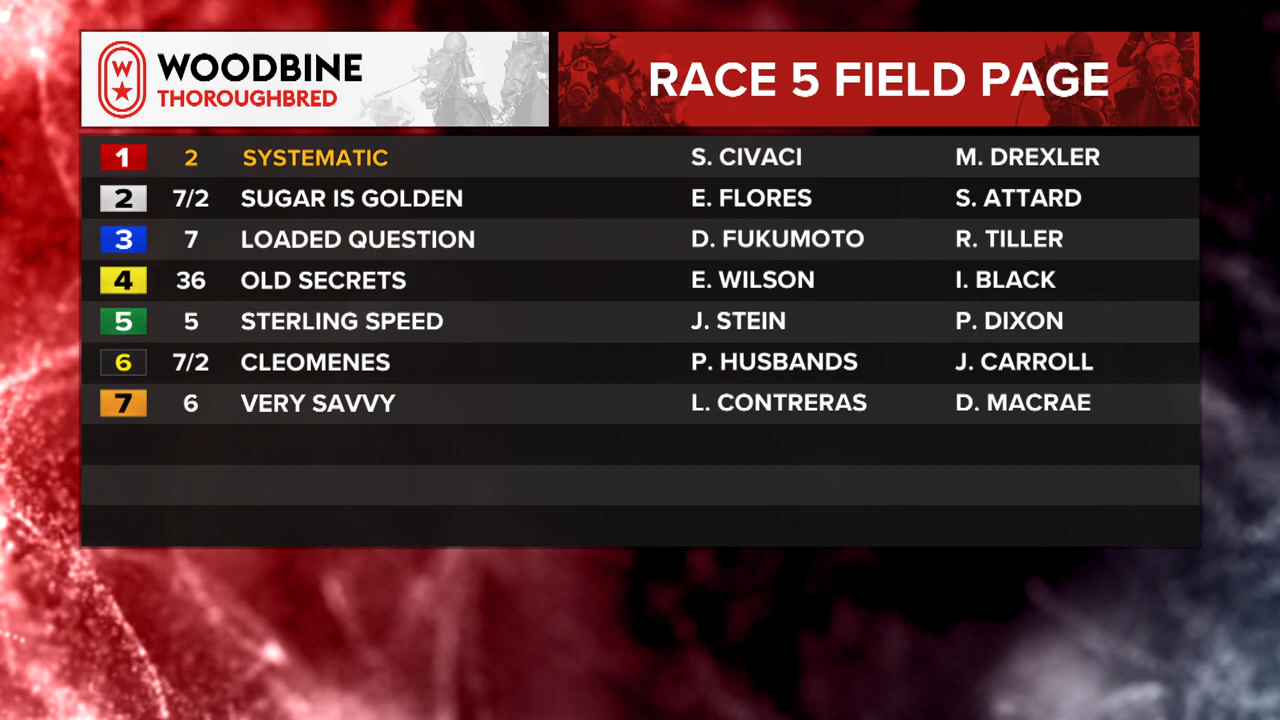 W
WOODBINE
THOROUGHBRED
RACE 5 FIELD PAGE
1 2 SYSTEMATIC S. CIVACI M. DREXLER
2 7/2 SUGAR IS GOLDEN E. FLORES S. ATTARD
3 7 LOADED QUESTION D. FUKUMOTO R. TILLER
4 36 OLD SECRETS E. WILSON I. BLACK
5 5 STERLING SPEED J. STEIN P. DIXON
6 7/2 CLEOMENES P. HUSBANDS J. CARROLL
7 6 VERY SAVVY L. CONTRERAS D. MACRAE